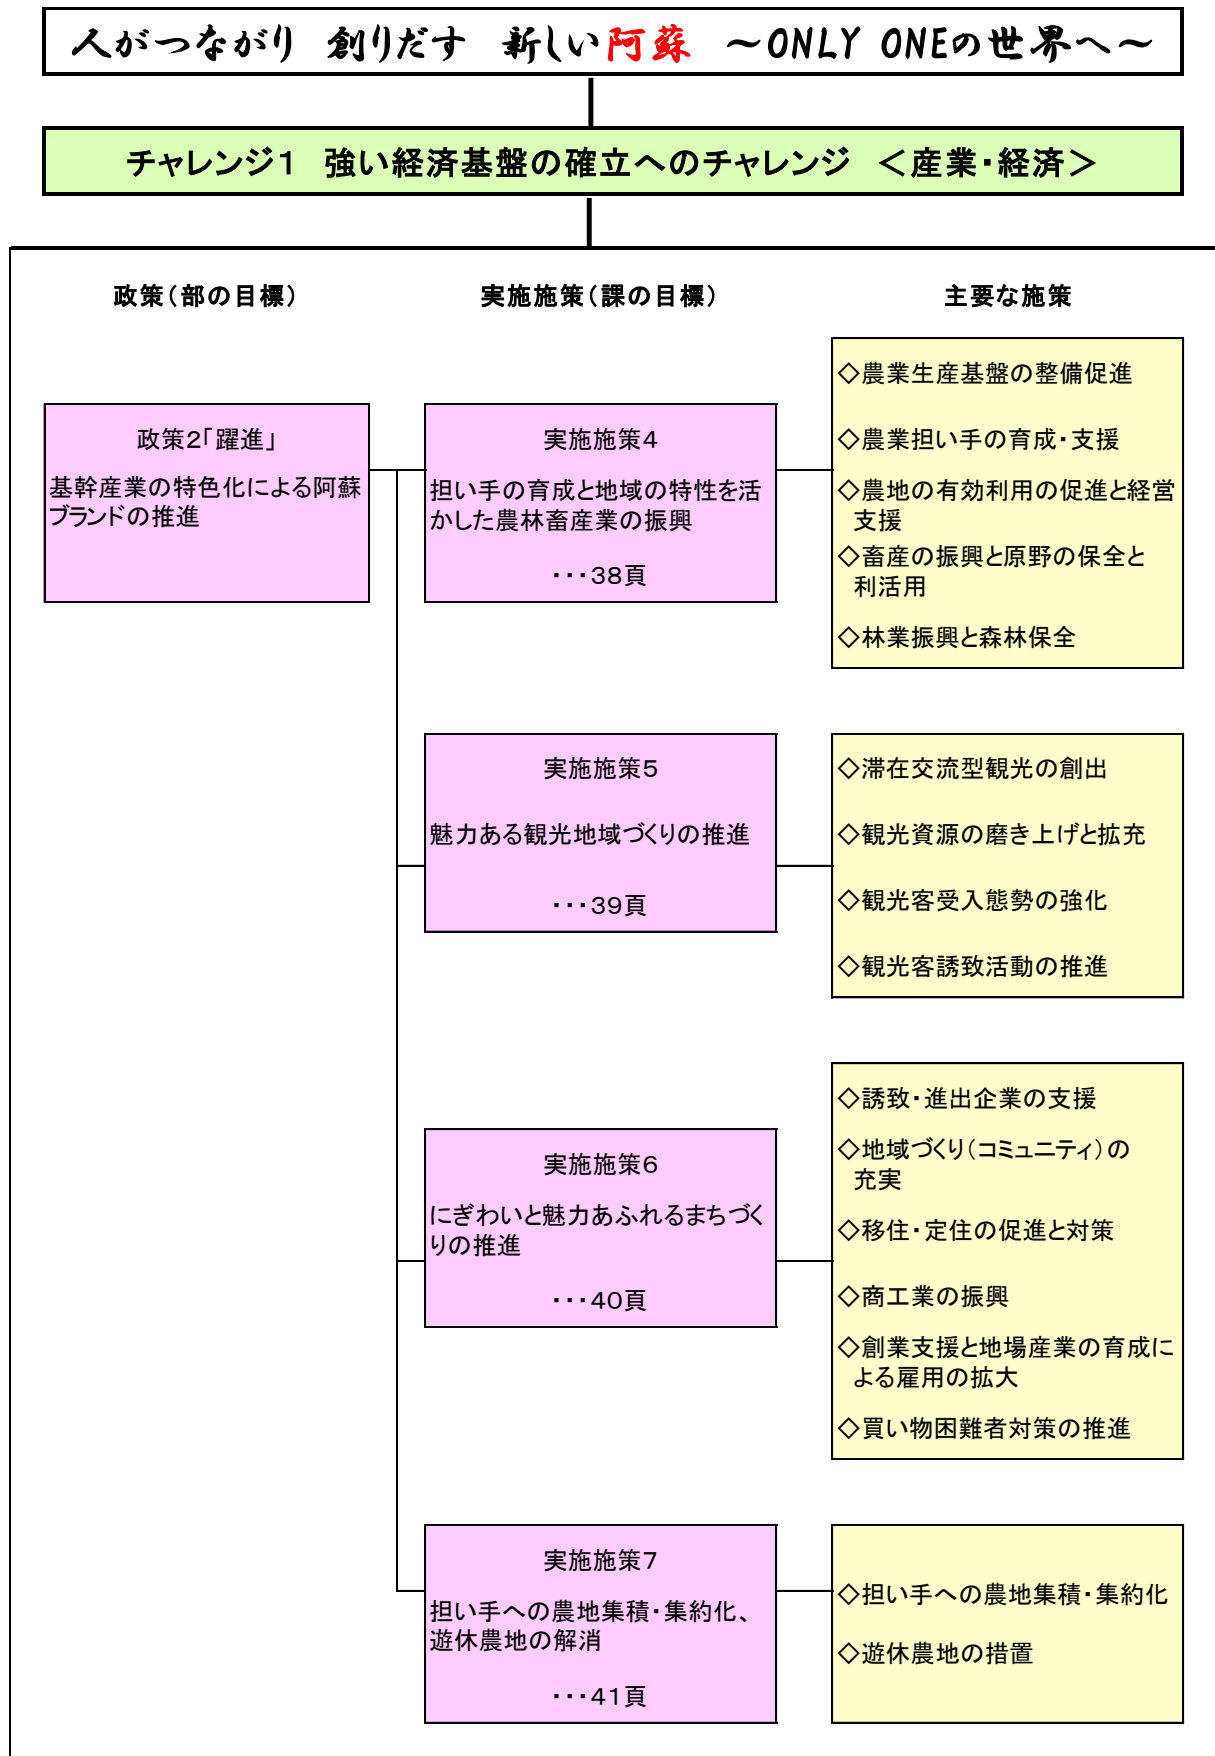 人がつながり 創りだす 新しい阿蘇 ～ONLY ONEの世界へ～
チャレンジ１ 強い経済基盤の確立へのチャレンジ ＜産業・経済＞
政策（部の目標）
実施施策（課の目標）
主要な施策
政策２「躍進」
基幹産業の特色化による阿蘇
ブランドの推進
実施施策４
担い手の育成と地域の特性を活
かした農林畜産業の振興
・・・３８頁
◇農業生産基盤の整備促進
◇農業担い手の育成・支援
◇農地の有効利用の促進と経営
支援
◇畜産の振興と原野の保全と
利活用
◇林業振興と森林保全
実施施策５
魅力ある観光地域づくりの推進
・・・３９頁
◇滞在交流型観光の創出
◇観光資源の磨き上げと拡充
◇観光客受入態勢の強化
◇観光客誘致活動の推進
実施施策６
にぎわいと魅力あふれるまちづく
りの推進
・・・４０頁
◇誘致・進出企業の支援
◇地域づくり（コミュニティ）の
充実
◇移住・定住の促進と対策
◇商工業の振興
◇創業支援と地場産業の育成に
よる雇用の拡大
◇買い物困難者対策の推進
実施施策７
担い手への農地集積・集約化、
遊休農地の解消
・・・４１頁
◇担い手への農地集積・集約化
◇遊休農地の措置